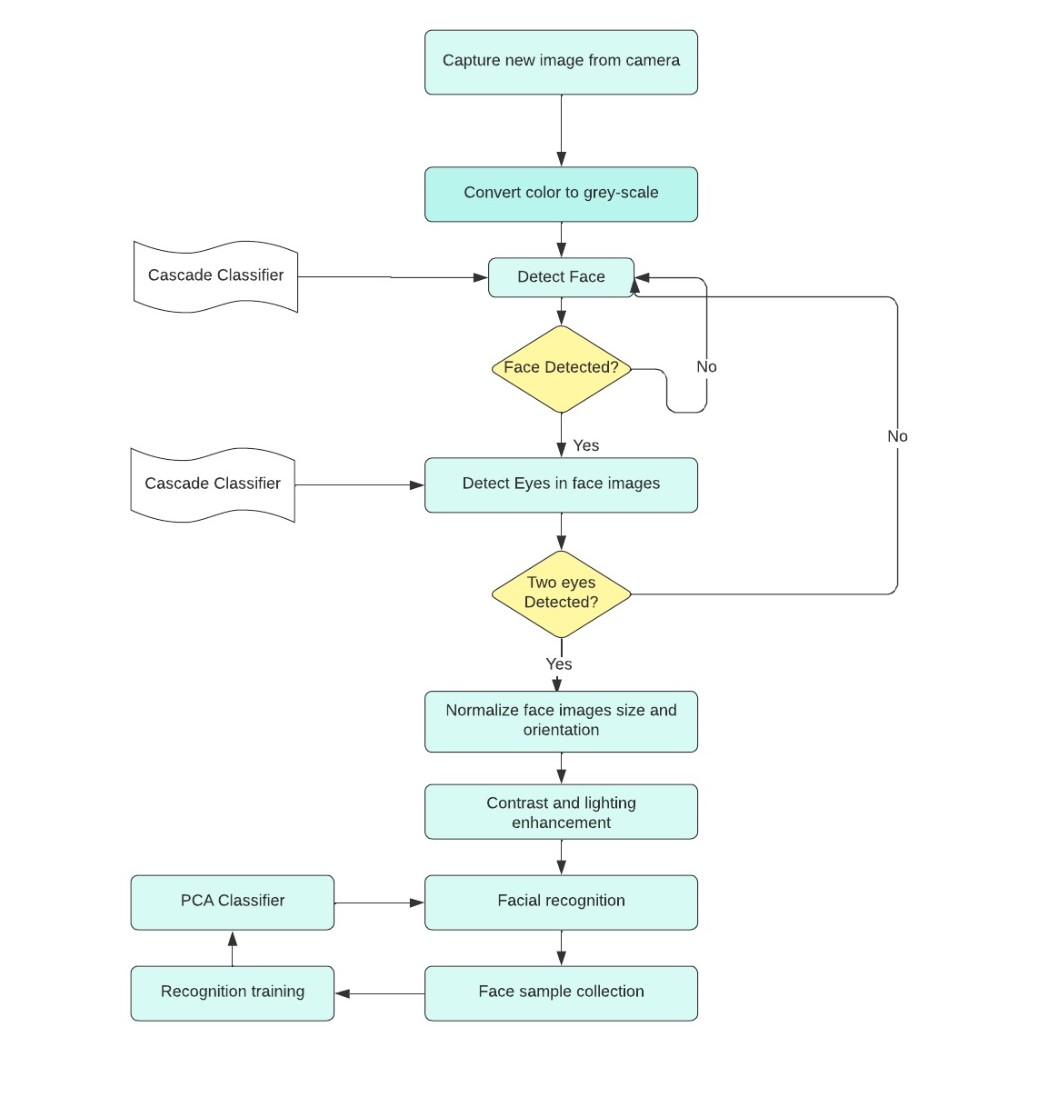 Capture new image from camera
Convert color to grey-scale
Cascade Classifier
Detect Face
Face Detected?
No
No
Yes
Cascade Classifier
Detect Eyes in face images
Two eyes
Detected?
Yes
Normalize face images size and
orientation
Contrast and lighting
enhancement
PCA Classifier
Facial recognition
Recognition training
Face sample collection